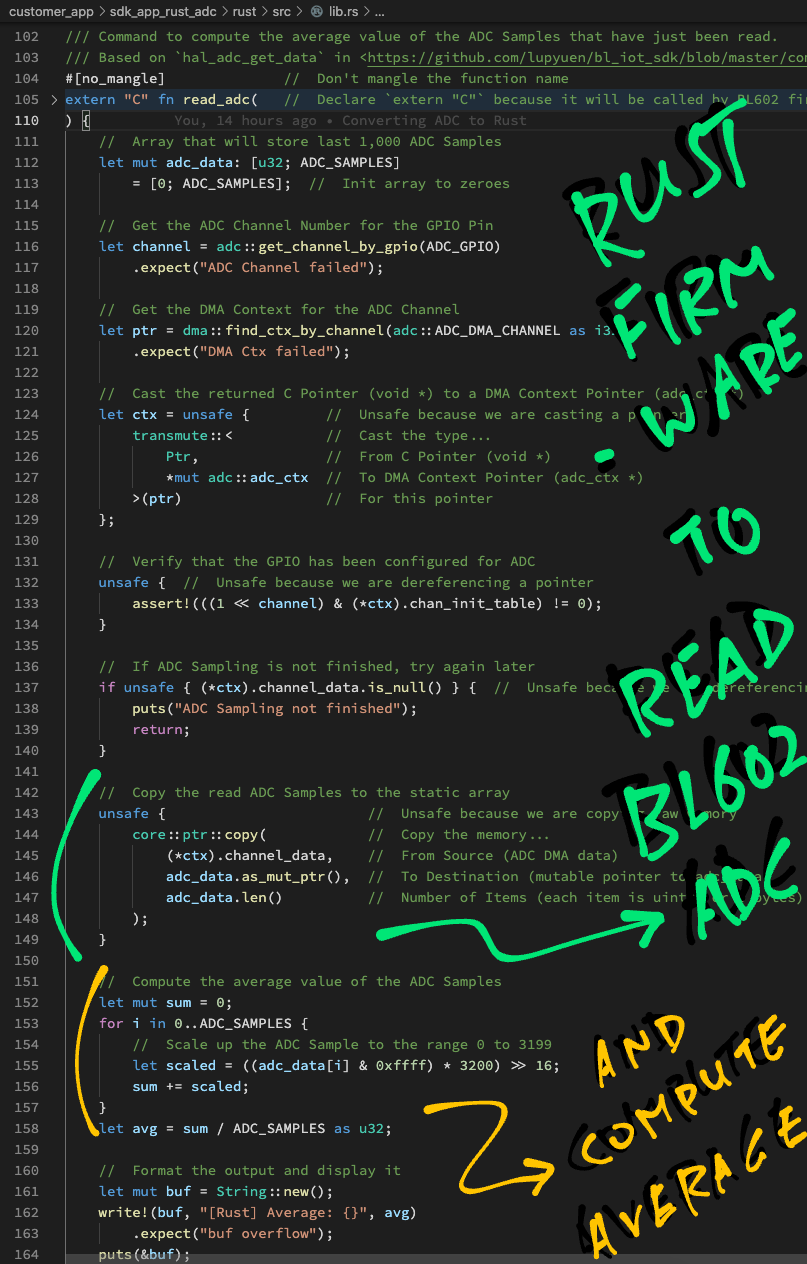 customer_app > sdk_app_rust_adc > rust > src > lib.rs > ...
102 /// Command to compute the average value of the ADC Samples that have just been read.
103 /// Based on `hal_adc_get_data` in <https://github.com/lupyuen/bl_iot_sdk/blob/master/co
104 #[no_mangle] // Don't mangle the function name
105 extern "C" fn read_adc( // Declare `extern "C"` because it will be called by BL602 fi
110 ) { You, 14 hours ago • Converting ADC to Rust
111 // Array that will store last 1,000 ADC Samples
112 let mut adc_data: [u32; ADC_SAMPLES]
113 = [0; ADC_SAMPLES]; // Init array to zeroes
114
115 // Get the ADC Channel Number for the GPIO Pin
116 let channel = adc::get_channel_by_gpio(ADC_GPIO)
117 .expect("ADC Channel failed");
118
119 // Get the DMA Context for the ADC Channel
120 let ptr = dma::find_ctx_by_channel(adc::ADC_DMA_CHANNEL as i3
121 .expect("DMA Ctx failed");
122
123 // Cast the returned C Pointer (void *) to a DMA Context Pointer (adc *)
124 let ctx = unsafe { // Unsafe because we are casting a pointer
125 transmute::< // Cast the type...
126 Ptr, // From C Pointer (void *)
127 *mut adc::adc_ctx // To DMA Context Pointer (adc_ctx *)
128 >(ptr) // For this pointer
129 };
130
131 // Verify that the GPIO has been configured for ADC
132 unsafe { // Unsafe because we are dereferencing a pointer
133 assert!(((1 << channel) & (*ctx).chan_init_table) != 0);
134 }
135
136 // If ADC Sampling is not finished, try again later
137 if unsafe { (*ctx).channel_data.is_null() } { // Unsafe because we dereferenci
138 puts("ADC Sampling not finished");
139 return;
140 }
141
142 // Copy the read ADC Samples to the static array
143 unsafe { // Unsafe because we are copy raw memory
144 core::ptr::copy( // Copy the memory...
145 (*ctx).channel_data, // From Source (ADC DMA data)
146 adc_data.as_mut_ptr(), // To Destination (mutable pointer to
147 adc_data.len() // Number of Items (each item is uint bytes)
148 );
149 }
150
151 // Compute the average value of the ADC Samples
152 let mut sum = 0;
153 for i in 0..ADC_SAMPLES {
154 // Scale up the ADC Sample to the range 0 to 3199
155 let scaled = ((adc_data[i] & 0xffff) * 3200) >> 16;
156 sum += scaled;
157 }
158 let avg = sum / ADC_SAMPLES as u32;
159
160 // Format the output and display it
161 let mut buf = String::new();
162 write!(buf, "[Rust] Average: {}", avg)
163 .expect("buf overflow");
164 puts(&buf);
RUST
FIRM
-WARE
TO
READ
BL602
ADC
AND
COMPUTE
AVERAGE